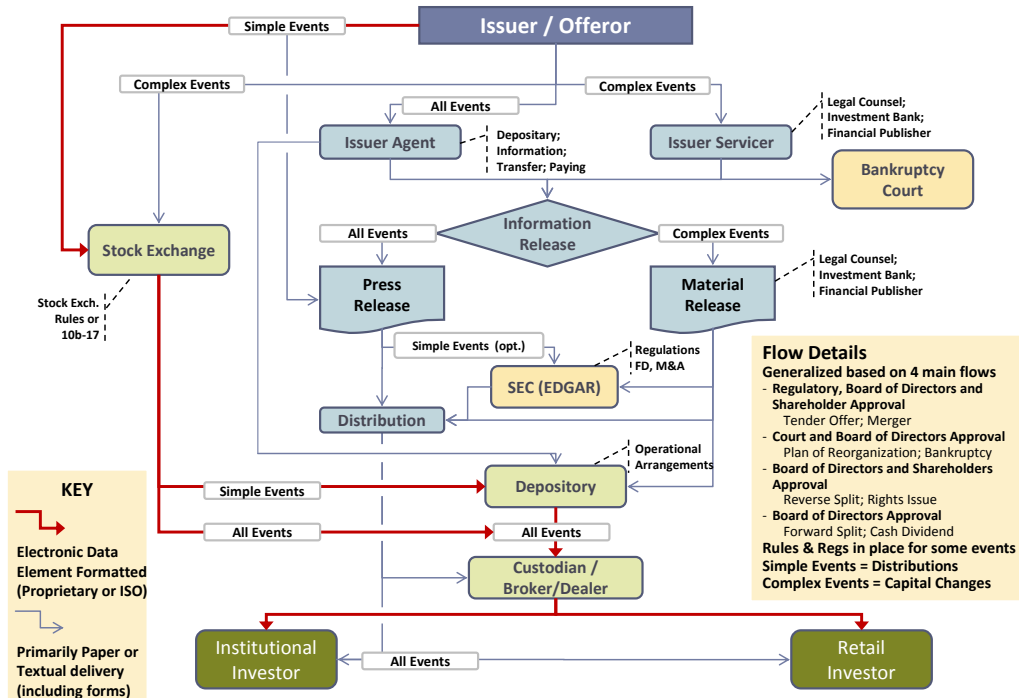 Simple Events
Issuer / Offeror
Complex Events
Complex Events
All Events
Legal Counsel;
Investment Bank;
Financial Publisher
Issuer Agent
Depositary;
Information;
Transfer; Paying
Issuer Servicer
Bankruptcy
Court
Information
Release
All Events
Complex Events
Stock Exchange
Press
Release
Material
Release
Legal Counsel;
Investment Bank;
Financial Publisher
Stock Exch.
Rules or
10b-17
Simple Events (opt.)
Regulations
FD, M&A
SEC (EDGAR)
Distribution
Operational
Arrangements
Depository
Simple Events
All Events
All Events
Custodian /
Broker/Dealer
Institutional
Investor
All Events
Retail
Investor
KEY
Electronic Data
Element Formatted
(Proprietary or ISO)
Primarily Paper or
Textual delivery
(including forms)
Flow Details
Generalized based on 4 main flows
- Regulatory, Board of Directors and
Shareholder Approval
Tender Offer; Merger
- Court and Board of Directors Approval
Plan of Reorganization; Bankruptcy
- Board of Directors and Shareholders
Approval
Reverse Split; Rights Issue
- Board of Directors Approval
Forward Split; Cash Dividend
Rules & Regs in place for some events
Simple Events = Distributions
Complex Events = Capital Changes